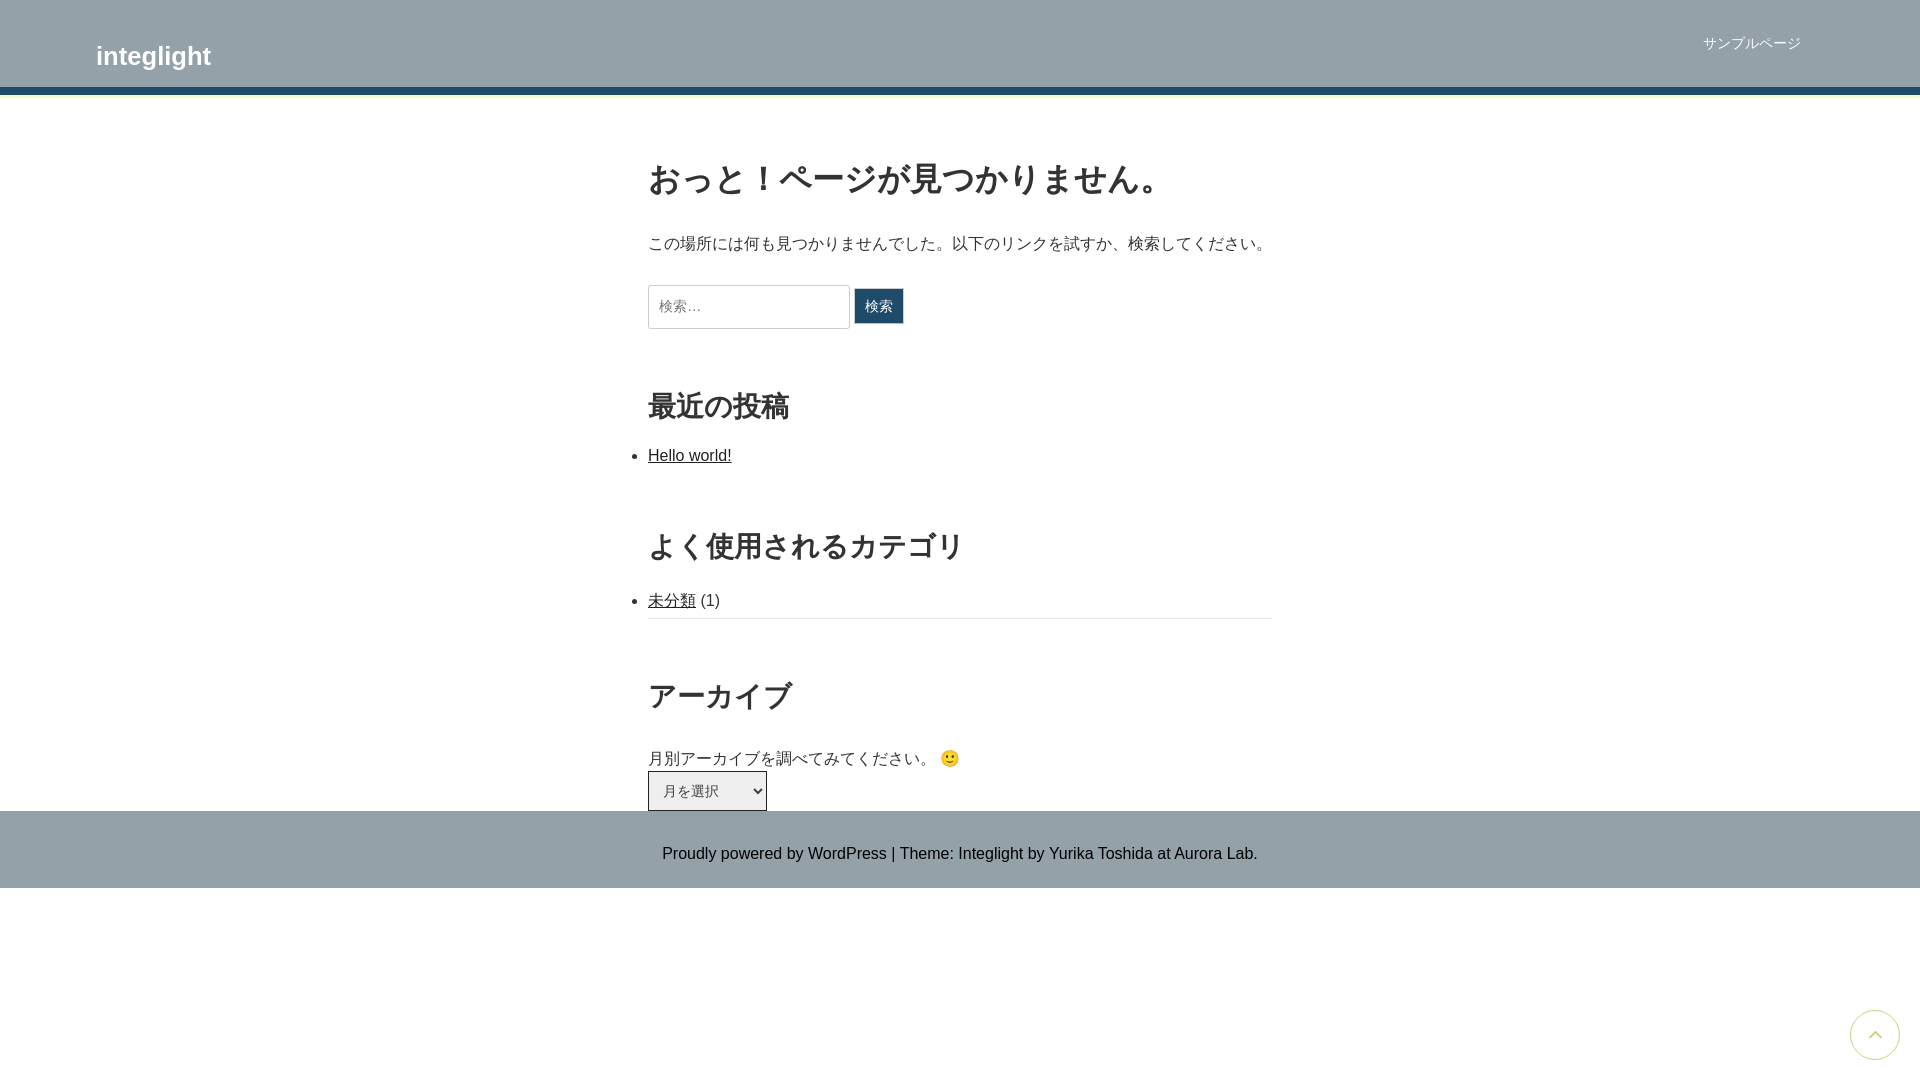 integlight
サンプルページ
おっと！ページが見つかりません。
この場所には何も見つかりませんでした。以下のリンクを試すか、検索してください。
検索…
検索
最近の投稿
Hello world!
よく使用されるカテゴリ
未分類 (1)
アーカイブ
月別アーカイブを調べてみてください。 🙂
月を選択
Proudly powered by WordPress | Theme: Integlight by Yurika Toshida at Aurora Lab.